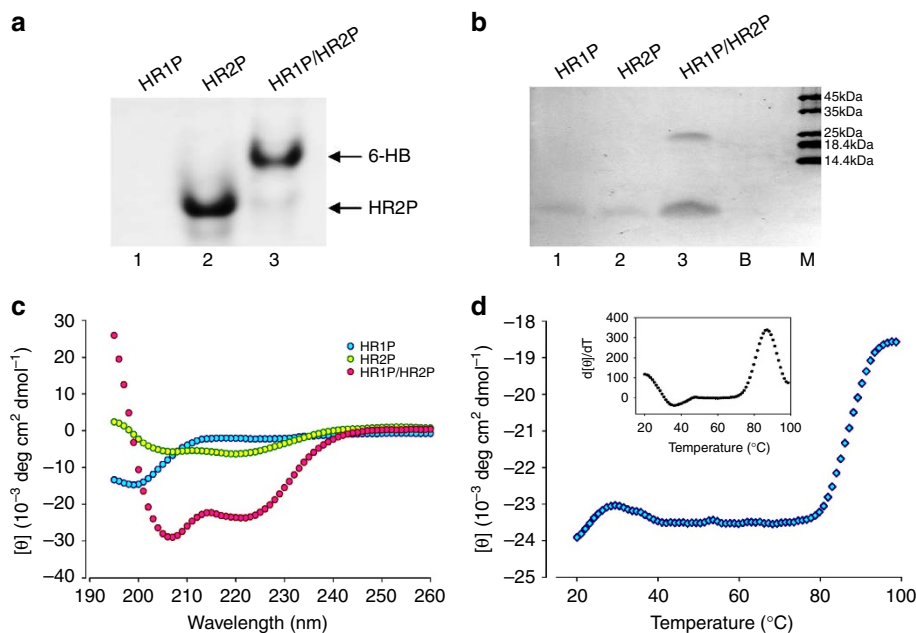 a
HR1P
HR2P
HR1P/HR2P
6-HB
HR2P
1
2
3
b
HR1P
HR2P
HR1P/HR2P
45kDa
35kDa
25kDa
18.4kDa
14.4kDa
1
2
3
B
M
c
30
20
10
0
−10
−20
−30
−40
[θ] (10⁻³ deg cm² dmol⁻¹)
HR1P
HR2P
HR1P/HR2P
190 200 210 220 230 240 250 260
Wavelength (nm)
d
−18
−19
−20
−21
−22
−23
−24
−25
[θ] (10⁻³ deg cm² dmol⁻¹)
400
300
200
100
0
d[θ]/dT
20 40 60 80 100
Temperature (°C)
20 40 60 80 100
Temperature (°C)